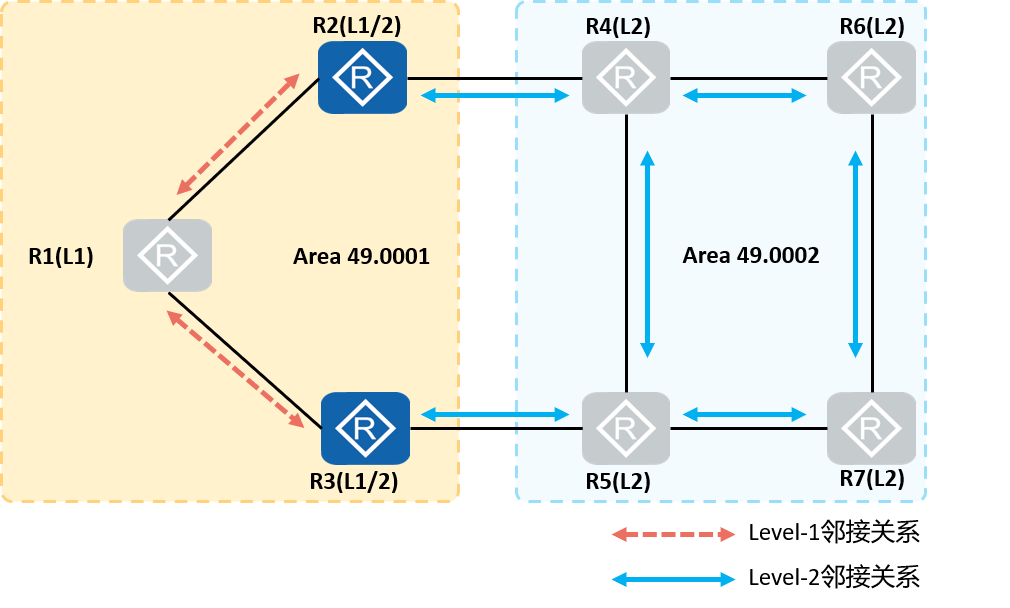 R2(L1/2)
R4(L2)
R6(L2)
R
R
R
R1(L1)
R
Area 49.0001
Area 49.0002
R
R
R
R3(L1/2)
R5(L2)
R7(L2)
Level-1邻接关系
Level-2邻接关系